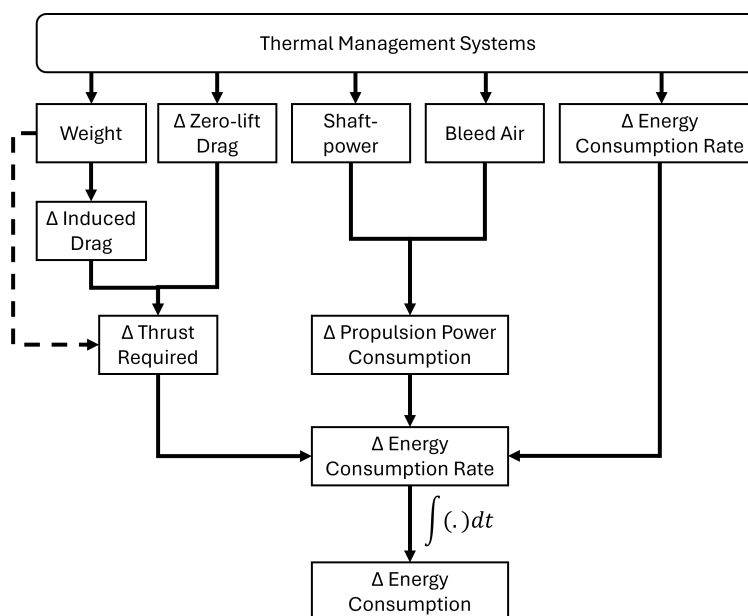 Thermal Management Systems
Weight
Δ Zero-lift
Drag
Shaft-
power
Bleed Air
Δ Energy
Consumption Rate
Δ Induced
Drag
Δ Thrust
Required
Δ Propulsion Power
Consumption
Δ Energy
Consumption Rate
∫(.)dt
Δ Energy
Consumption